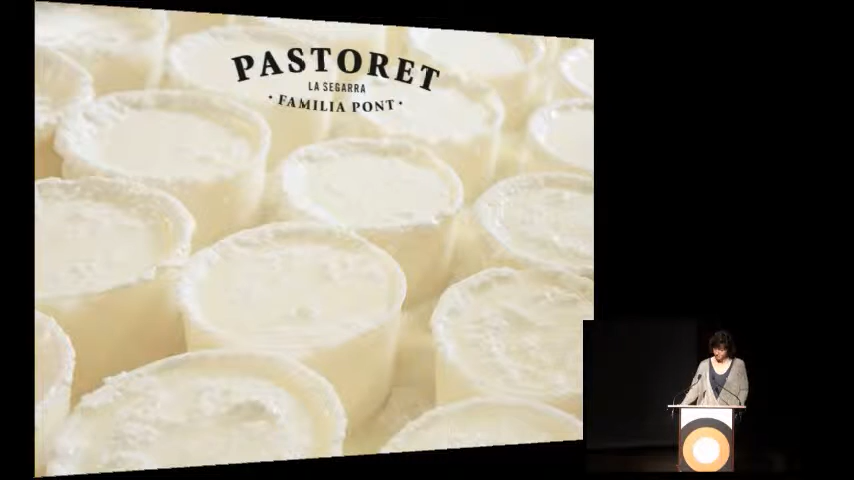 PASTORET
LA SEGARRA
· FAMILIA PONT ·